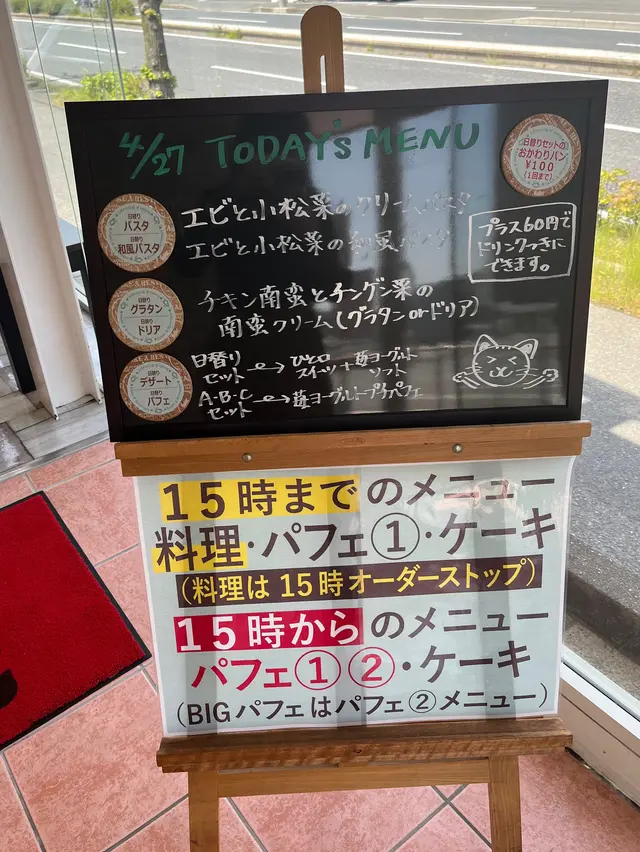 4/27 TODAY'S MENU
日替りセットの
おかわりパン
¥100
(1回まで)
日替り
パスタ
日替り
和風パスタ
エビと小松菜のクリームパスタ
エビと小松菜の和風パスタ
プラス60円で
ドリンクつきに
できます。
日替り
グラタン
日替り
ドリア
チキン南蛮とチンゲン菜の
南蛮クリーム(グラタンorドリア)
日替り
デザート
日替り
パフェ
日替り
セット → ひと口
スイーツ + 苺ヨーグルト
ソフト
A・B・C
セット → 苺ヨーグルトプチパフェ
15時までのメニュー
料理・パフェ①・ケーキ
(料理は15時オーダーストップ)
15時からのメニュー
パフェ①②・ケーキ
(BIGパフェはパフェ②メニュー)